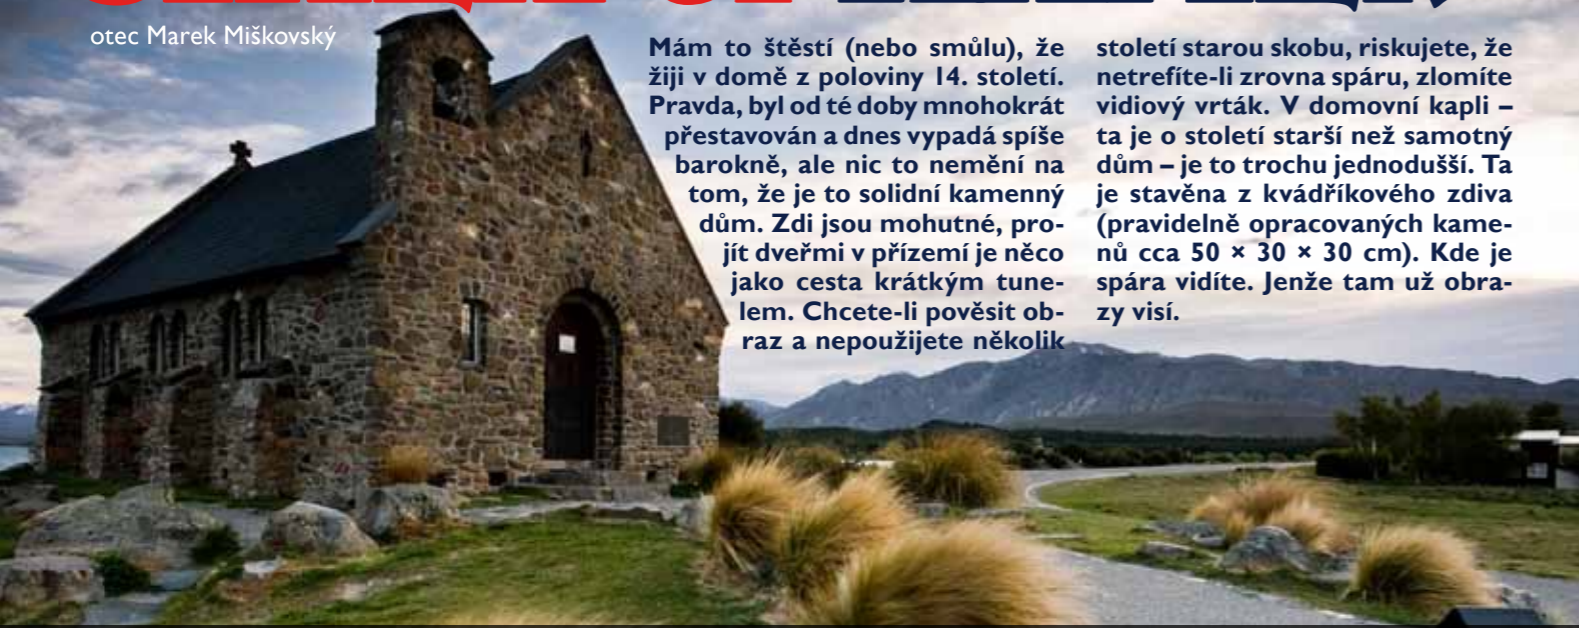 otec Marek Miškovský
Mám to štěstí (nebo smůlu), že
žiji v domě z poloviny 14. století.
Pravda, byl od té doby mnohokrát
přestavován a dnes vypadá spíše
barokně, ale nic to nemění na
tom, že je to solidní kamenný
dům. Zdi jsou mohutné, pro-
jít dveřmi v přízemí je něco
jako cesta krátkým tune-
lem. Chcete-li pověsit ob-
raz a nepoužijete několik
století starou skobu, riskujete, že
netrefíte-li zrovna spáru, zlomíte
vidiový vrták. V domovní kapli –
ta je o století starší než samotný
dům – je to trochu jednodušší. Ta
je stavěna z kvádříkového zdiva
(pravidelně opracovaných kame-
nů cca 50 × 30 × 30 cm). Kde je
spára vidíte. Jenže tam už obra-
zy visí.